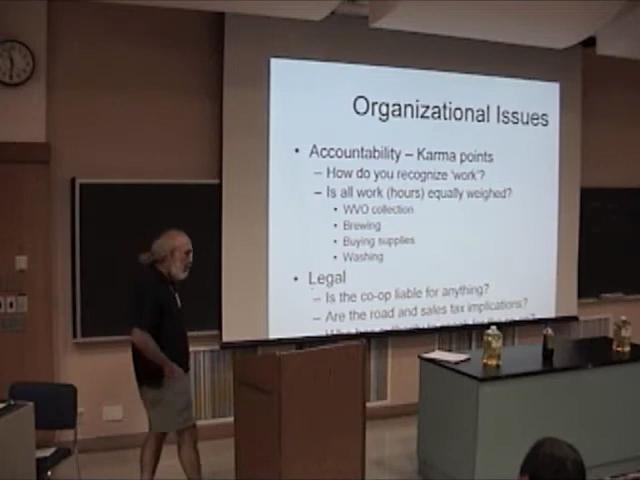 Organizational Issues
• Accountability – Karma points
– How do you recognize 'work'?
– Is all work (hours) equally weighed?
• WVO collection
• Brewing
• Buying supplies
• Washing
• Legal
– Is the co-op liable for anything?
– Are the road and sales tax implications?